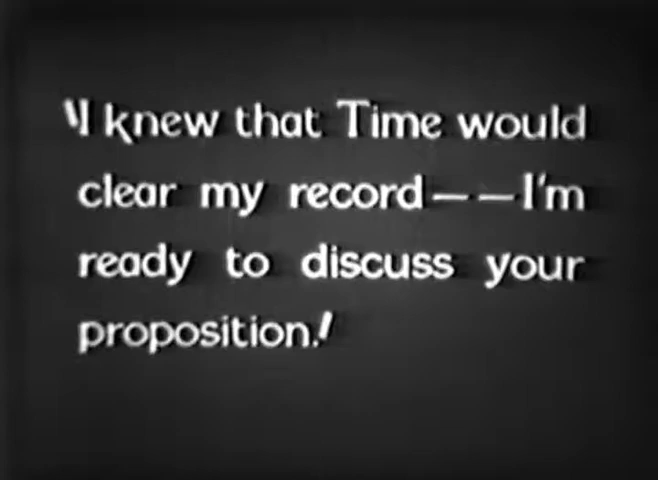 "I knew that Time would
clear my record——I'm
ready to discuss your
proposition."